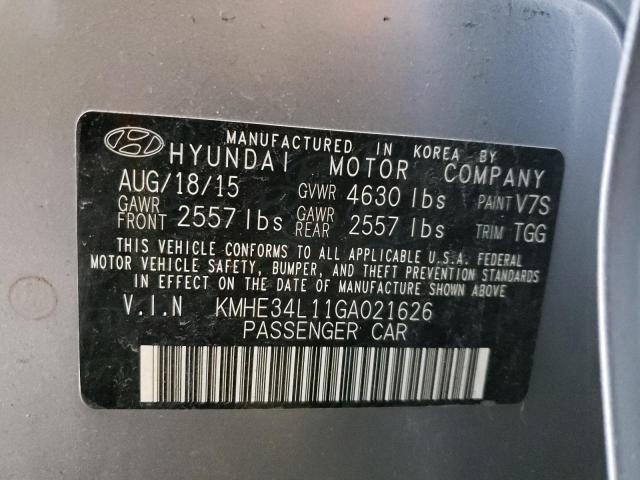 MANUFACTURED IN KOREA BY
HYUNDAI MOTOR COMPANY
AUG/18/15 GVWR 4630 lbs PAINT V7S
GAWR FRONT 2557 lbs GAWR REAR 2557 lbs TRIM TGG
THIS VEHICLE CONFORMS TO ALL APPLICABLE U.S.A. FEDERAL
MOTOR VEHICLE SAFETY, BUMPER, AND THEFT PREVENTION STANDARDS
IN EFFECT ON THE DATE OF MANUFACTURE SHOWN ABOVE
V.I.N KMHE34L11GA021626
PASSENGER CAR